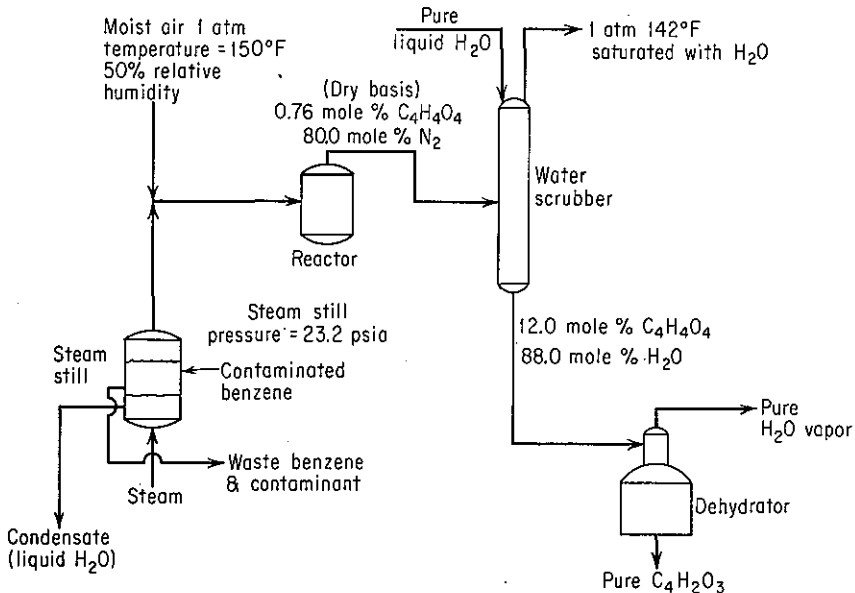 Moist air 1 atm
temperature = 150°F
50% relative
humidity
Pure
liquid H₂O
1 atm 142°F
saturated with H₂O
(Dry basis)
0.76 mole % C₄H₄O₄
80.0 mole % N₂
Water
scrubber
Reactor
Steam still
pressure = 23.2 psia
Steam
still
Contaminated
benzene
12.0 mole % C₄H₄O₄
88.0 mole % H₂O
Pure
H₂O vapor
Waste benzene
& contaminant
Steam
Dehydrator
Condensate
(liquid H₂O)
Pure C₄H₂O₃